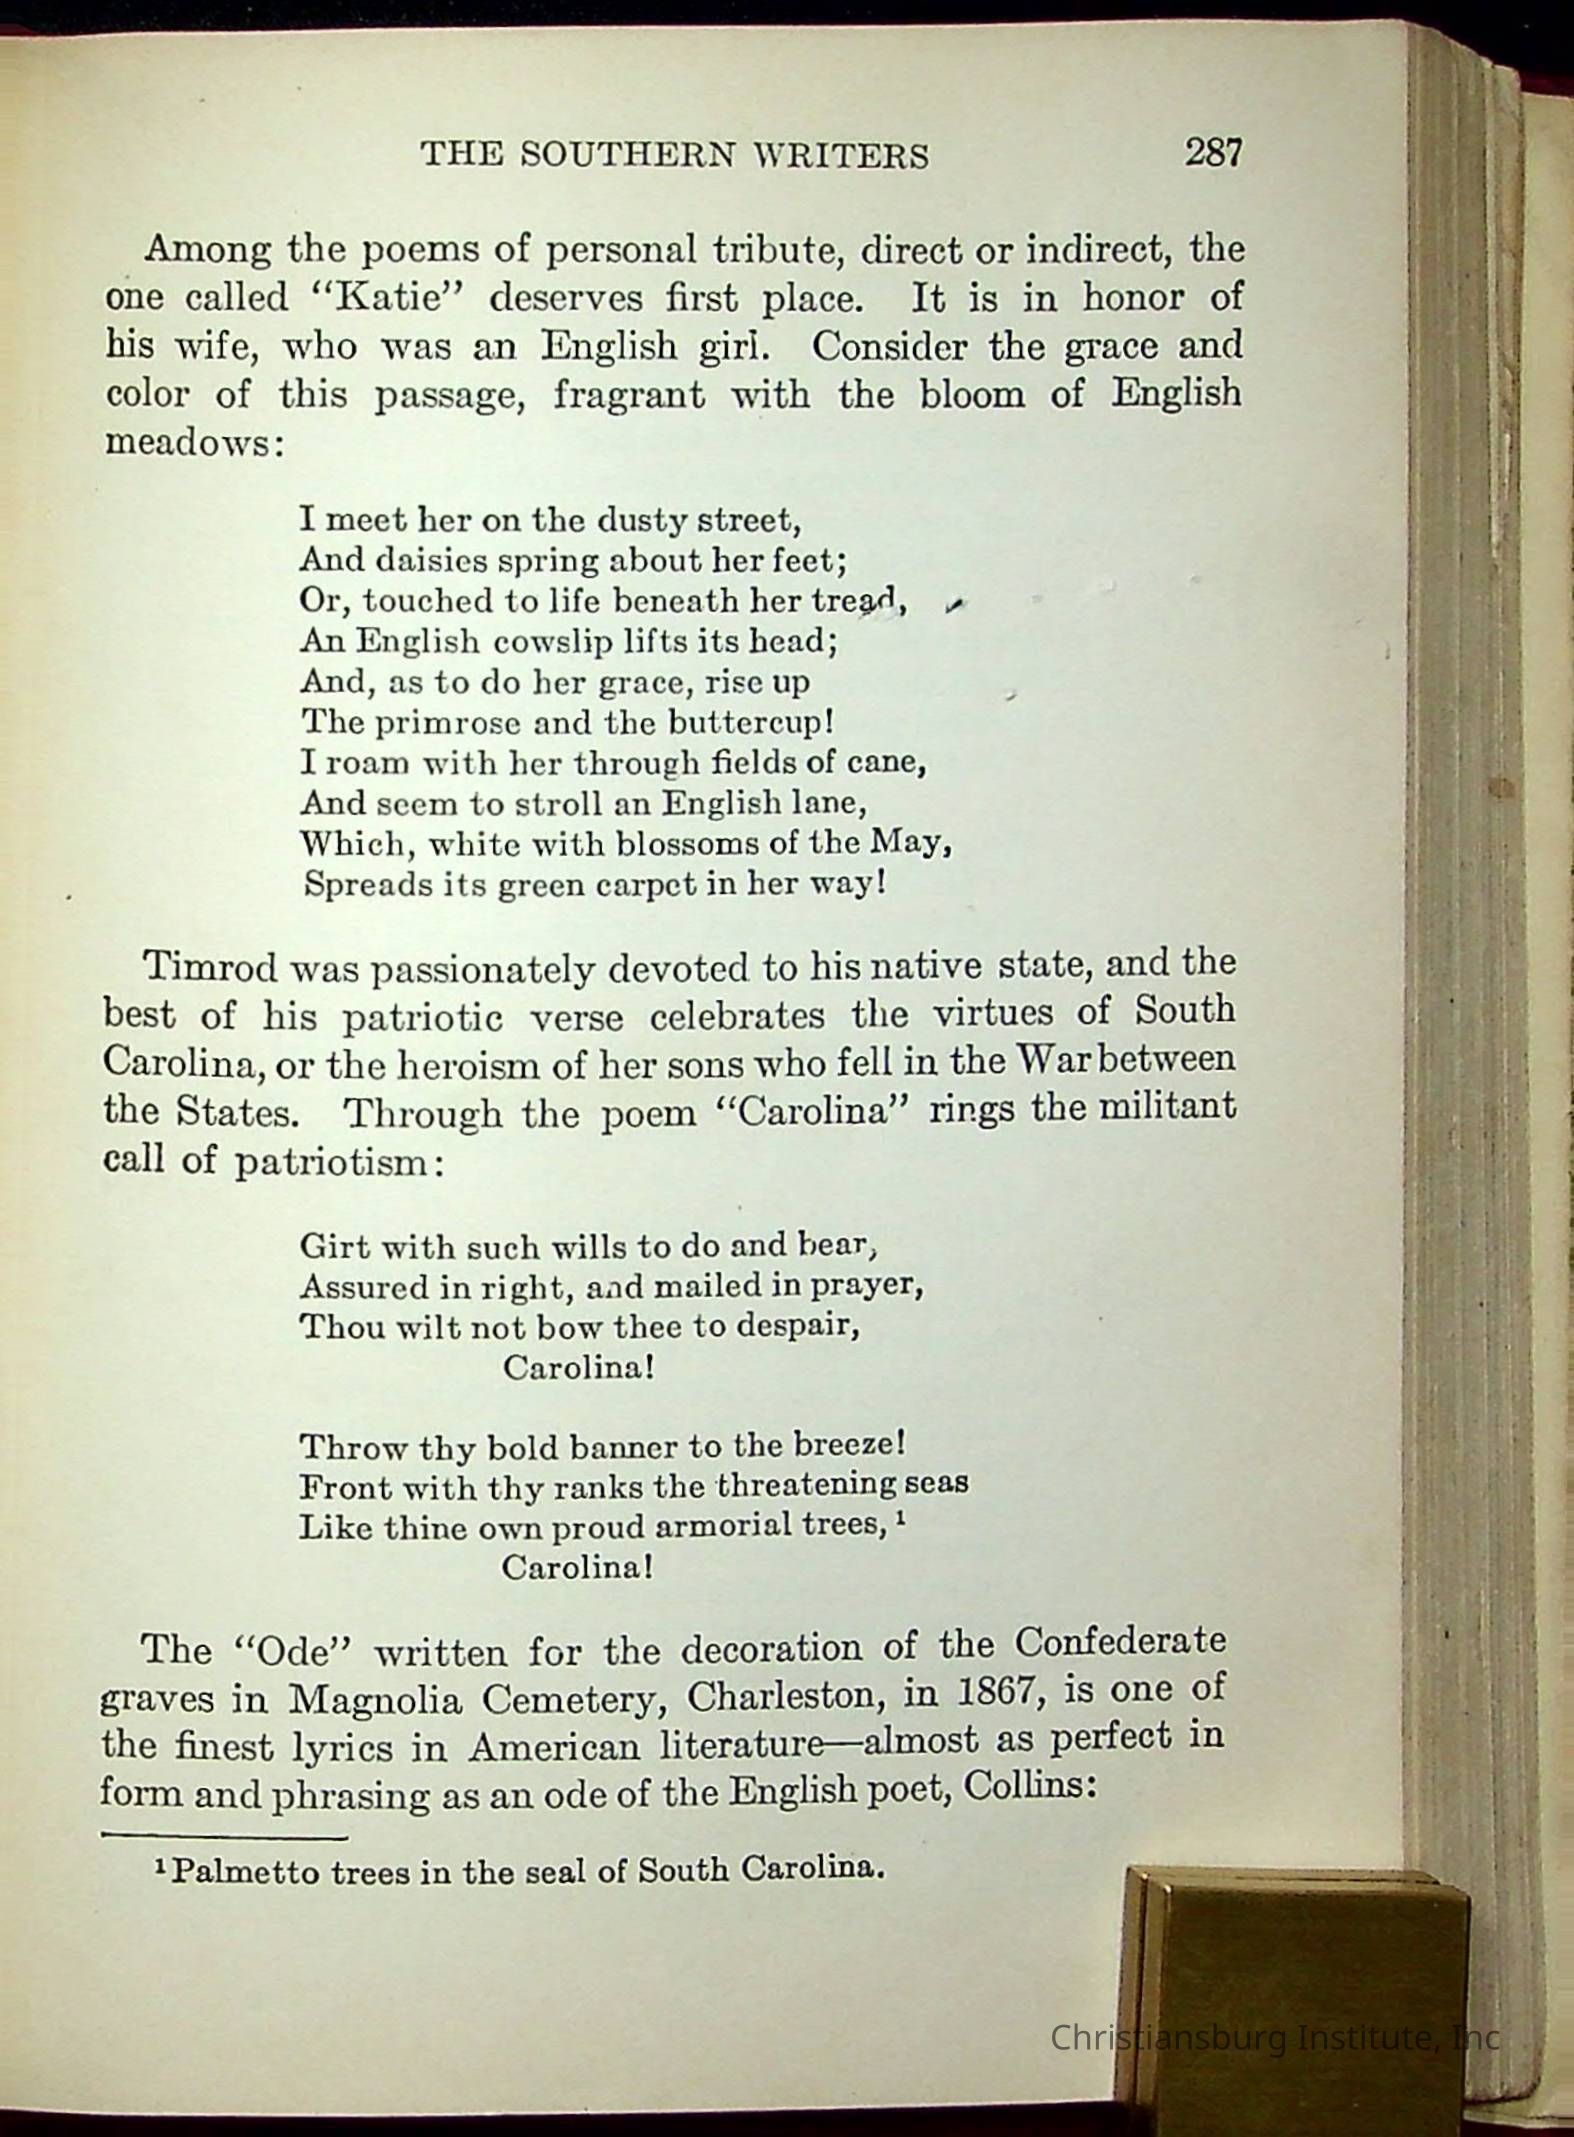 THE SOUTHERN WRITERS 287
Among the poems of personal tribute, direct or indirect, the
one called “Katie” deserves first place. It is in honor of
his wife, who was an English girl. Consider the grace and
color of this passage, fragrant with the bloom of English
meadows:
I meet her on the dusty street,
And daisies spring about her feet;
Or, touched to life beneath her tread,
An English cowslip lifts its head;
And, as to do her grace, rise up
The primrose and the buttercup!
I roam with her through fields of cane,
And seem to stroll an English lane,
Which, white with blossoms of the May,
Spreads its green carpet in her way!
Timrod was passionately devoted to his native state, and the
best of his patriotic verse celebrates the virtues of South
Carolina, or the heroism of her sons who fell in the War between
the States. Through the poem “Carolina” rings the militant
call of patriotism:
Girt with such wills to do and bear,
Assured in right, and mailed in prayer,
Thou wilt not bow thee to despair,
Carolina!
Throw thy bold banner to the breeze!
Front with thy ranks the threatening seas
Like thine own proud armorial trees, ¹
Carolina!
The “Ode” written for the decoration of the Confederate
graves in Magnolia Cemetery, Charleston, in 1867, is one of
the finest lyrics in American literature—almost as perfect in
form and phrasing as an ode of the English poet, Collins:
¹ Palmetto trees in the seal of South Carolina.
Christiansburg Institute, Inc